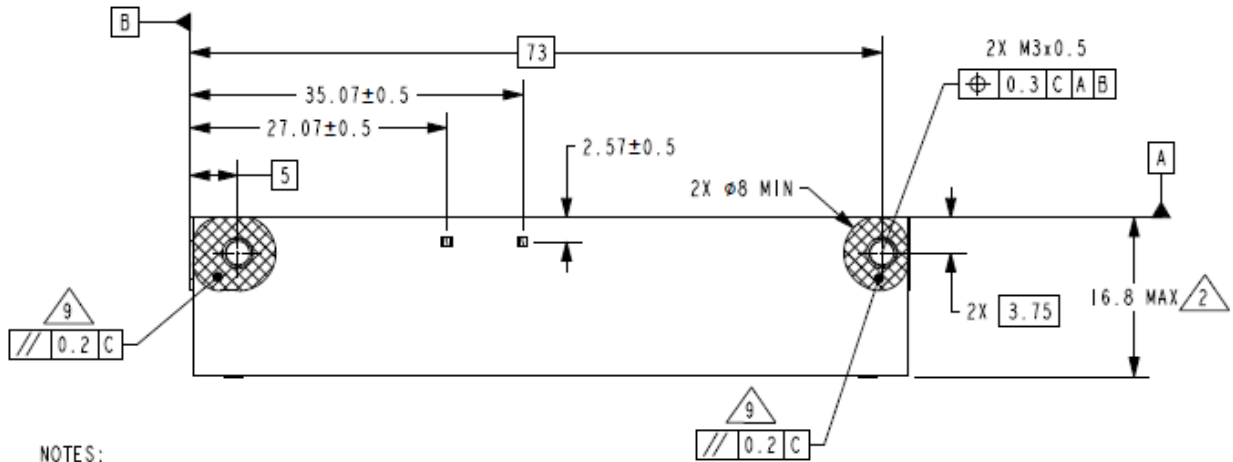 B
73
2X M3x0.5
⌖ 0.3 C A B
35.07±0.5
27.07±0.5
2.57±0.5
5
A
2X ⌀8 MIN
16.8 MAX 2
2X 3.75
9
// 0.2 C
9
// 0.2 C
NOTES: